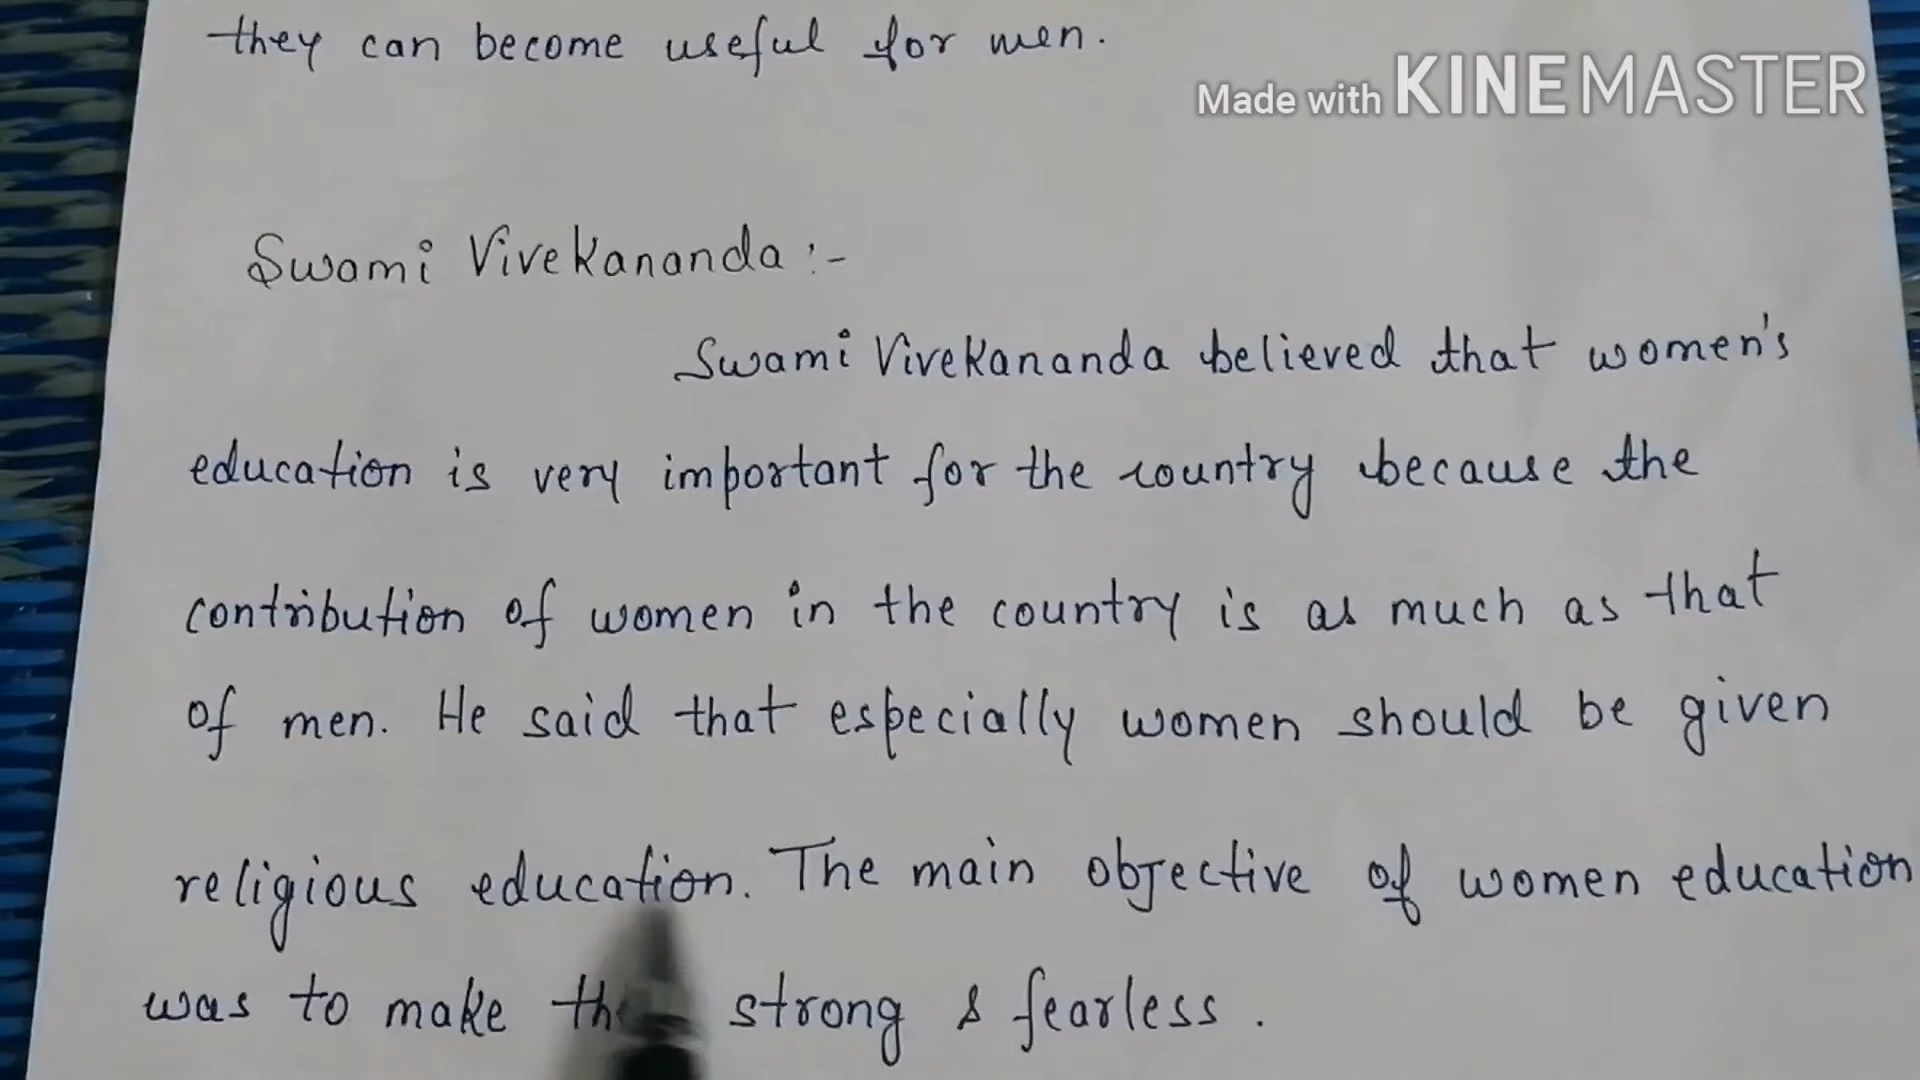 they can become useful for men.
Made with KINEMASTER
Swami Vivekananda :-
Swami Vivekananda believed that women's
education is very important for the country because the
contribution of women in the country is as much as that
of men. He said that especially women should be given
religious education. The main objective of women education
was to make strong & fearless.